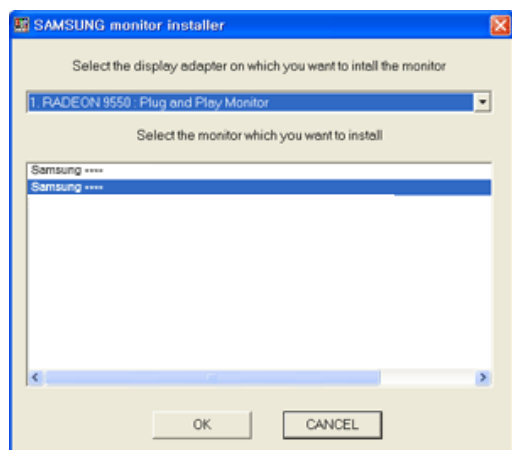 SAMSUNG monitor installer
Select the display adapter on which you want to intall the monitor
1. RADEON 9550 : Plug and Play Monitor
Select the monitor which you want to install
Samsung ****
Samsung ****
OK
CANCEL